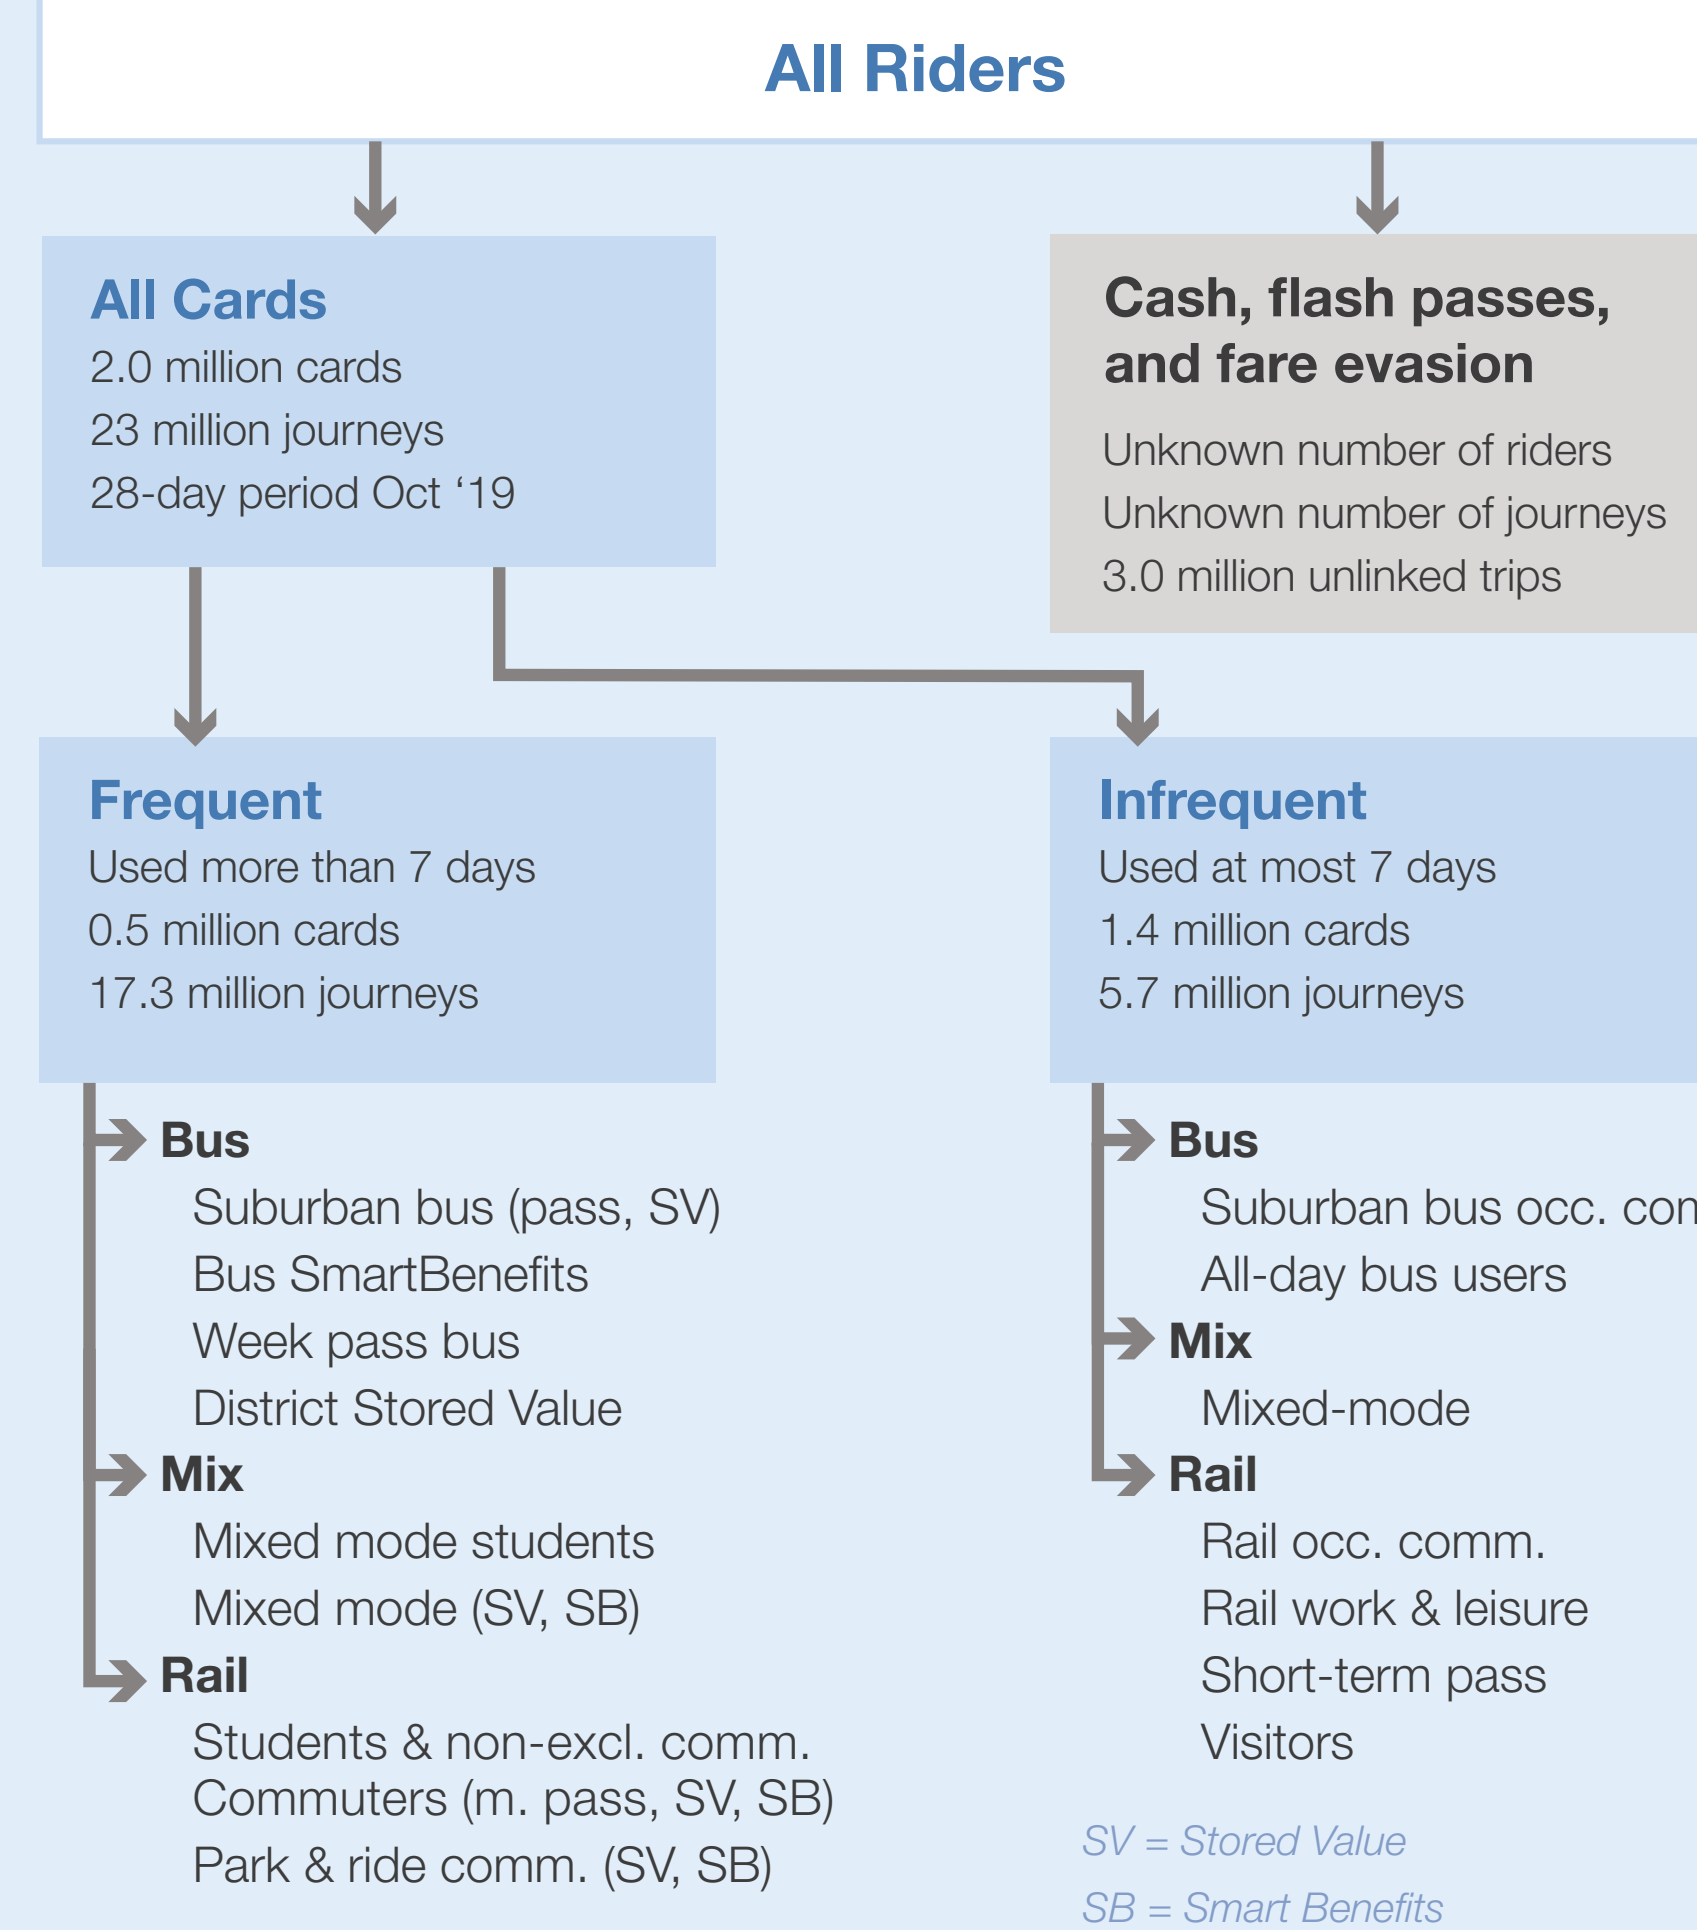 All Riders
All Cards
2.0 million cards
23 million journeys
28-day period Oct ‘19
Cash, flash passes,
and fare evasion
Unknown number of riders
Unknown number of journeys
3.0 million unlinked trips
Frequent
Used more than 7 days
0.5 million cards
17.3 million journeys
Infrequent
Used at most 7 days
1.4 million cards
5.7 million journeys
Bus
Suburban bus (pass, SV)
Bus SmartBenefits
Week pass bus
District Stored Value
Mix
Mixed mode students
Mixed mode (SV, SB)
Rail
Students & non-excl. comm.
Commuters (m. pass, SV, SB)
Park & ride comm. (SV, SB)
Bus
Suburban bus occ.
All-day bus users
Mix
Mixed-mode
Rail
Rail occ. comm.
Rail work & leisure
Short-term pass
Visitors
SV = Stored Value
SB = Smart Benefits